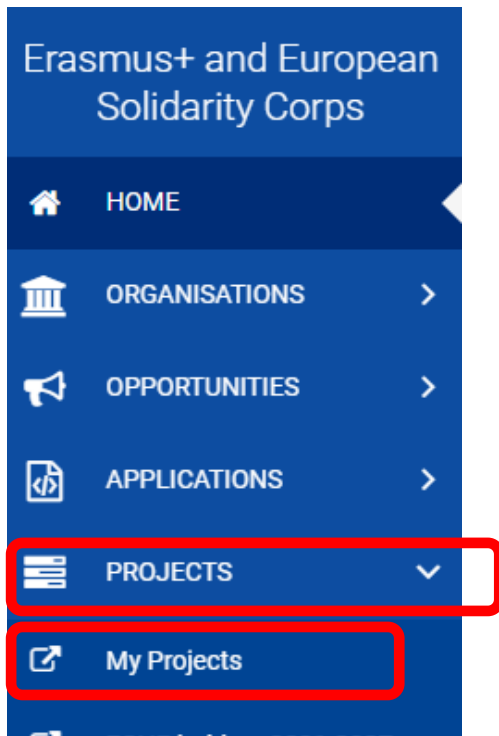 Erasmus+ and European
Solidarity Corps
HOME
ORGANISATIONS
OPPORTUNITIES
APPLICATIONS
PROJECTS
My Projects